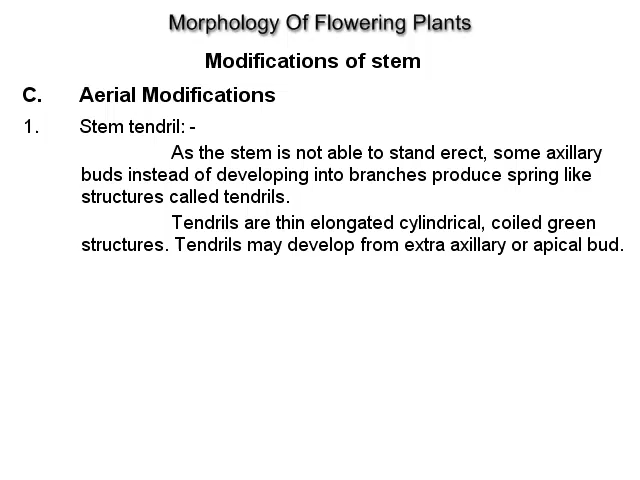 Morphology Of Flowering Plants
Modifications of stem
C. Aerial Modifications
1. Stem tendril: -
As the stem is not able to stand erect, some axillary
buds instead of developing into branches produce spring like
structures called tendrils.
Tendrils are thin elongated cylindrical, coiled green
structures. Tendrils may develop from extra axillary or apical bud.